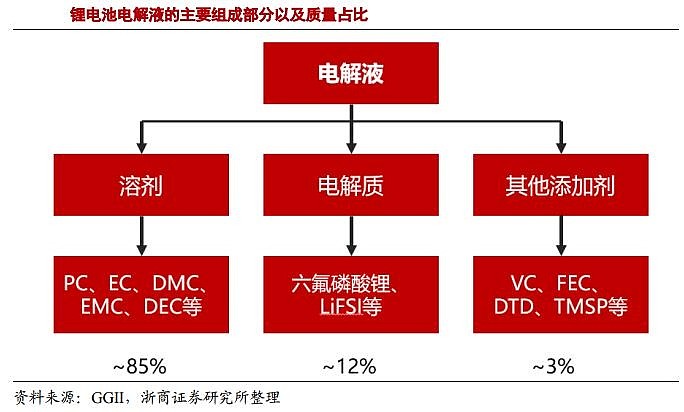 锂电池电解液的主要组成部分以及质量占比
电解液
溶剂
电解质
其他添加剂
PC、EC、DMC、
EMC、DEC等
六氟磷酸锂、
LiFSI等
VC、FEC、
DTD、TMSP等
~85%
~12%
~3%
资料来源：GGII，浙商证券研究所整理